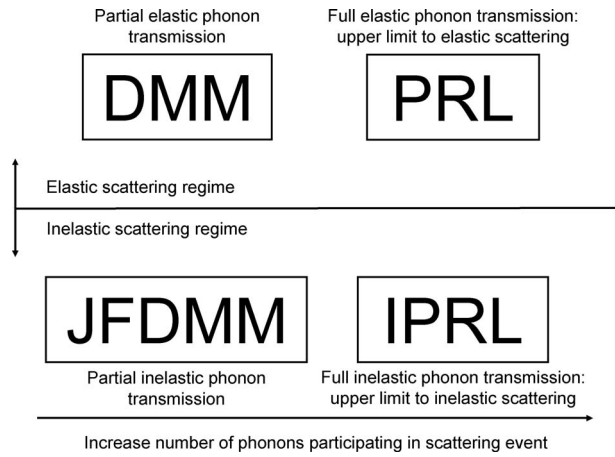 Partial elastic phonon
transmission
Full elastic phonon transmission:
upper limit to elastic scattering
DMM
PRL
Elastic scattering regime
Inelastic scattering regime
JFDMM
IPRL
Partial inelastic phonon
transmission
Full inelastic phonon transmission:
upper limit to inelastic scattering
Increase number of phonons participating in scattering event